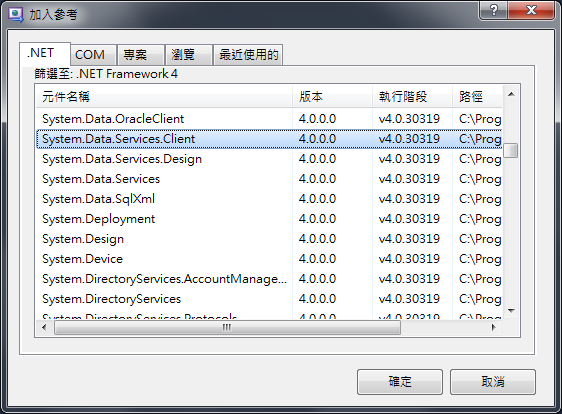 加入參考
.NET COM 專案 瀏覽 最近使用的
篩選至: .NET Framework 4
元件名稱 版本 執行階段 路徑
System.Data.OracleClient 4.0.0.0 v4.0.30319 C:\Prog
System.Data.Services.Client 4.0.0.0 v4.0.30319 C:\Prog
System.Data.Services.Design 4.0.0.0 v4.0.30319 C:\Prog
System.Data.Services 4.0.0.0 v4.0.30319 C:\Prog
System.Data.SqlXml 4.0.0.0 v4.0.30319 C:\Prog
System.Deployment 4.0.0.0 v4.0.30319 C:\Prog
System.Design 4.0.0.0 v4.0.30319 C:\Prog
System.Device 4.0.0.0 v4.0.30319 C:\Prog
System.DirectoryServices.AccountManage... 4.0.0.0 v4.0.30319 C:\Prog
System.DirectoryServices 4.0.0.0 v4.0.30319 C:\Prog
System.DirectoryServices.Protocols 4.0.0.0 v4.0.30319 C:\Prog
確定 取消